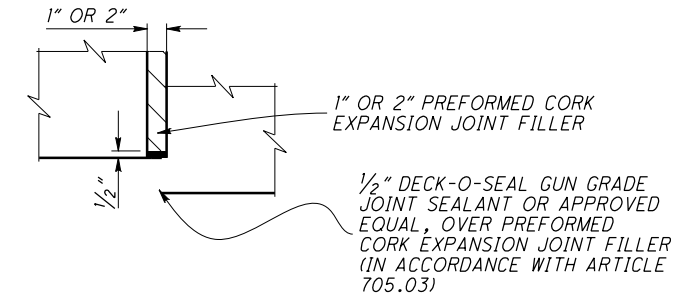 1" OR 2"
1" OR 2" PREFORMED CORK
EXPANSION JOINT FILLER
1/2"
1/2" DECK-O-SEAL GUN GRADE
JOINT SEALANT OR APPROVED
EQUAL, OVER PREFORMED
CORK EXPANSION JOINT FILLER
(IN ACCORDANCE WITH ARTICLE
705.03)